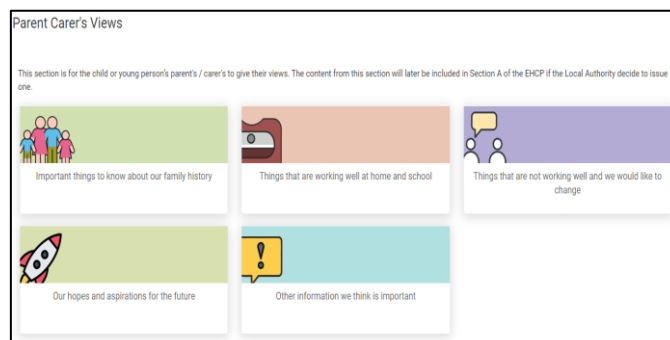 Parent Carer's Views
This section is for the child or young person's parent's / carer's to give their views. The content from this section will later be included in Section A of the EHCP if the Local Authority decide to issue
one.
Important things to know about our family history
Things that are working well at home and school
Things that are not working well and we would like to
change
Our hopes and aspirations for the future
Other information we think is important